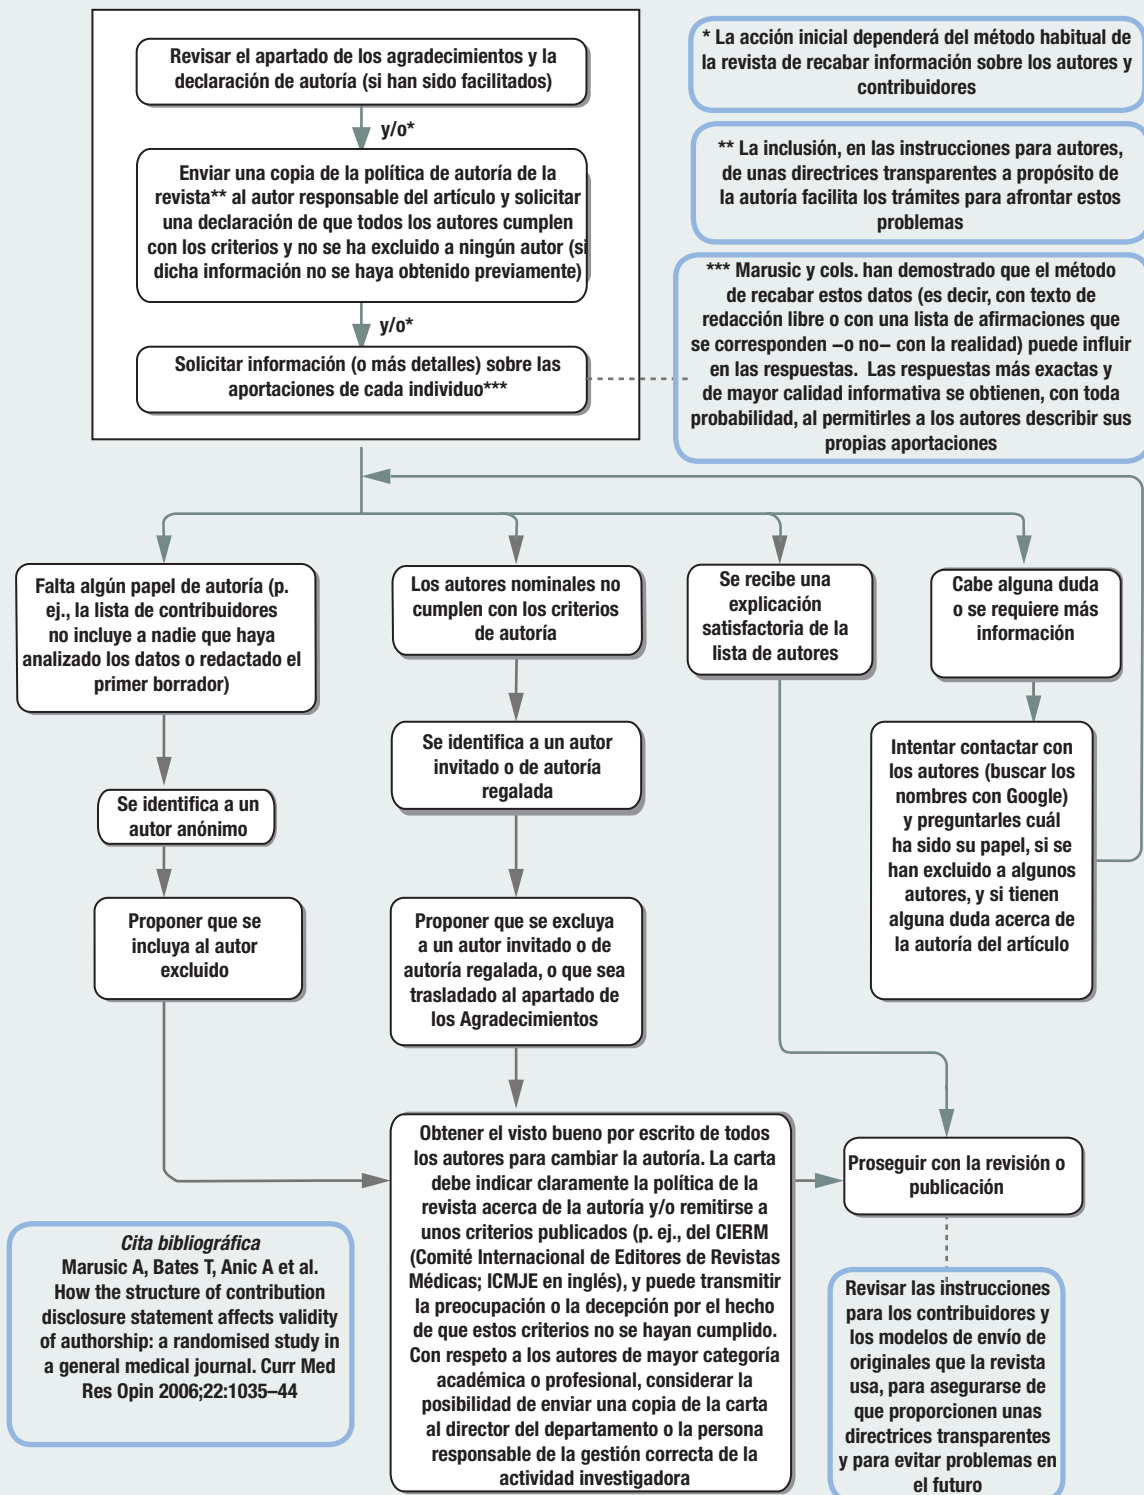 Revisar el apartado de los agradecimientos y la
declaración de autoría (si han sido facilitados)
y/o*
Enviar una copia de la política de autoría de la
revista** al autor responsable del artículo y solicitar
una declaración de que todos los autores cumplen
con los criterios y no se ha excluido a ningún autor (si
dicha información no se haya obtenido previamente)
y/o*
Solicitar información (o más detalles) sobre las
aportaciones de cada individuo***
* La acción inicial dependerá del método habitual de
la revista de recabar información sobre los autores y
contribuidores
** La inclusión, en las instrucciones para autores,
de unas directrices transparentes a propósito de
la autoría facilita los trámites para afrontar estos
problemas
*** Marusic y cols. han demostrado que el método
de recabar estos datos (es decir, con texto de
redacción libre o con una lista de afirmaciones que
se corresponden –o no– con la realidad) puede influir
en las respuestas. Las respuestas más exactas y
de mayor calidad informativa se obtienen, con toda
probabilidad, al permitirles a los autores describir sus
propias aportaciones
Falta algún papel de autoría (p.
ej., la lista de contribuidores
no incluye a nadie que haya
analizado los datos o redactado el
primer borrador)
Se identifica a un
autor anónimo
Proponer que se
incluya al autor
excluido
Los autores nominales no
cumplen con los criterios
de autoría
Se identifica a un autor
invitado o de autoría
regalada
Proponer que se excluya
a un autor invitado o de
autoría regalada, o que sea
trasladado al apartado de
los Agradecimientos
Se recibe una
explicación
satisfactoria de la
lista de autores
Cabe alguna duda
o se requiere más
información
Intentar contactar con
los autores (buscar los
nombres con Google)
y preguntarles cuál
ha sido su papel, si se
han excluido a algunos
autores, y si tienen
alguna duda acerca de
la autoría del artículo
Obtener el visto bueno por escrito de todos
los autores para cambiar la autoría. La carta
debe indicar claramente la política de la
revista acerca de la autoría y/o remitirse a
unos criterios publicados (p. ej., del CIERM
(Comité Internacional de Editores de Revistas
Médicas; ICMJE en inglés), y puede transmitir
la preocupación o la decepción por el hecho
de que estos criterios no se hayan cumplido.
Con respeto a los autores de mayor categoría
académica o profesional, considerar la
posibilidad de enviar una copia de la carta
al director del departamento o la persona
responsable de la gestión correcta de la
actividad investigadora
Proseguir con la revisión o
publicación
Cita bibliográfica
Marusic A, Bates T, Anic A et al.
How the structure of contribution
disclosure statement affects validity
of authorship: a randomised study in
a general medical journal. Curr Med
Res Opin 2006;22:1035–44
Revisar las instrucciones
para los contribuidores y
los modelos de envío de
originales que la revista
usa, para asegurarse de
que proporcionen unas
directrices transparentes
y para evitar problemas en
el futuro